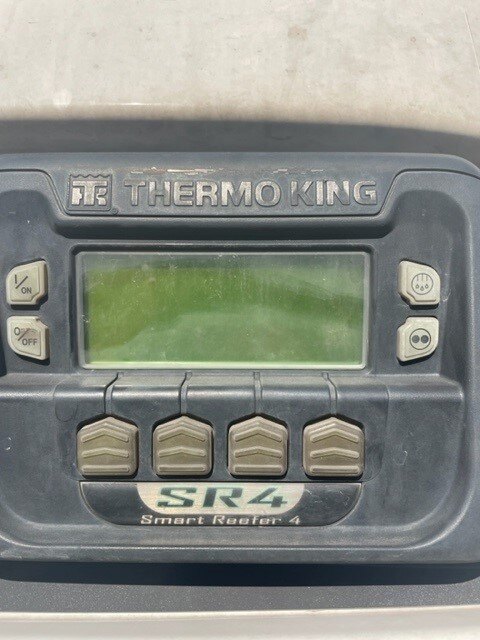 THERMO KING
I/ON
O/OFF
SR4
Smart Reefer 4